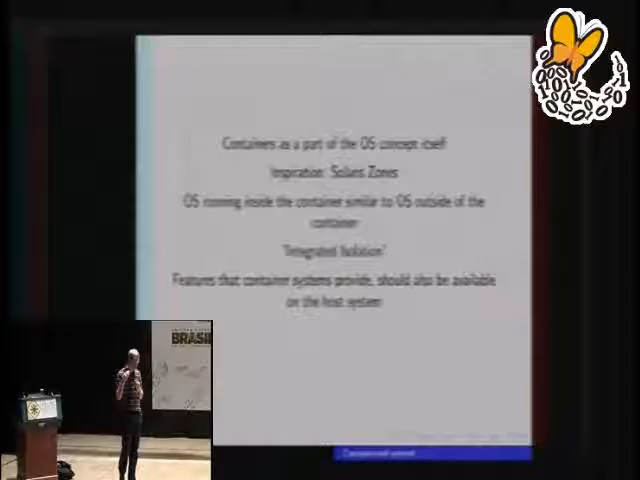 Containers as a part of the OS concept itself
Inspiration: Solaris Zones
OS running inside the container similar to OS outside of the
container
'Integrated Isolation'
Features that container systems provide, should also be available
on the host system
BRASIL